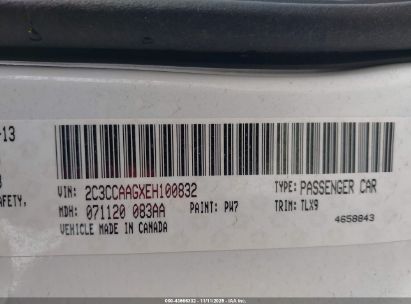 -13
AFETY,
VIN: 2C3CCAAGXEH100832 TYPE: PASSENGER CAR
MDH: 071120 083AA PAINT: PW7 TRIM: TLX9
VEHICLE MADE IN CANADA 4658843